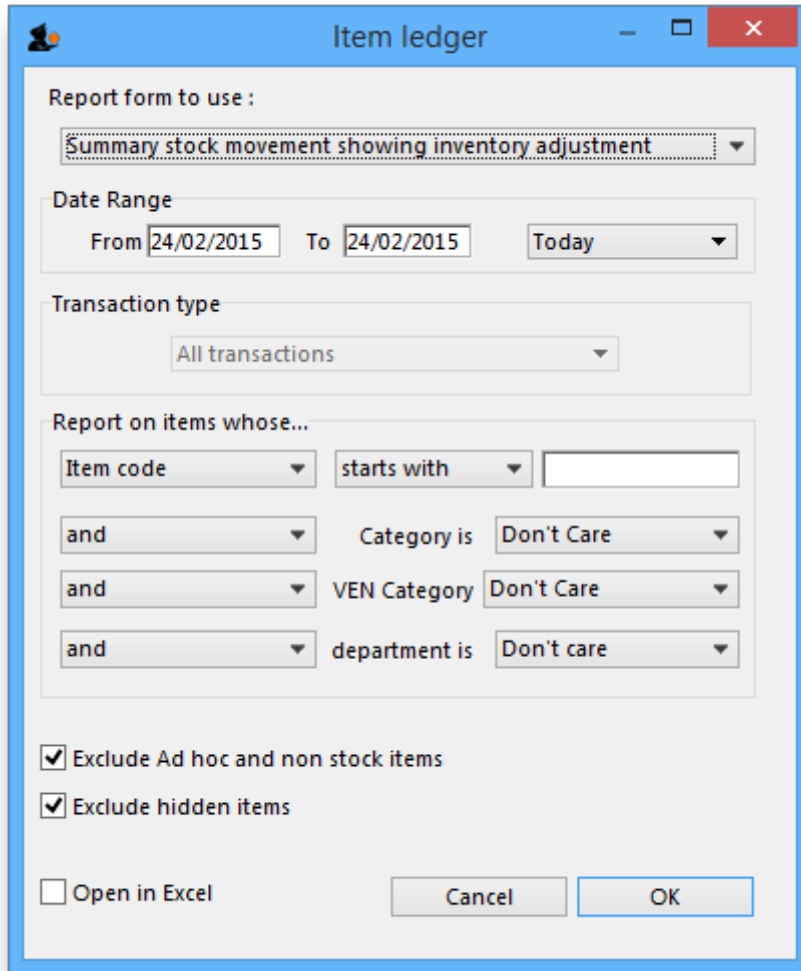 Item ledger
Report form to use :
Summary stock movement showing inventory adjustment
Date Range
From 24/02/2015 To 24/02/2015 Today
Transaction type
All transactions
Report on items whose...
Item code starts with
and Category is Don't Care
and VEN Category Don't Care
and department is Don't care
Exclude Ad hoc and non stock items
Exclude hidden items
Open in Excel Cancel OK